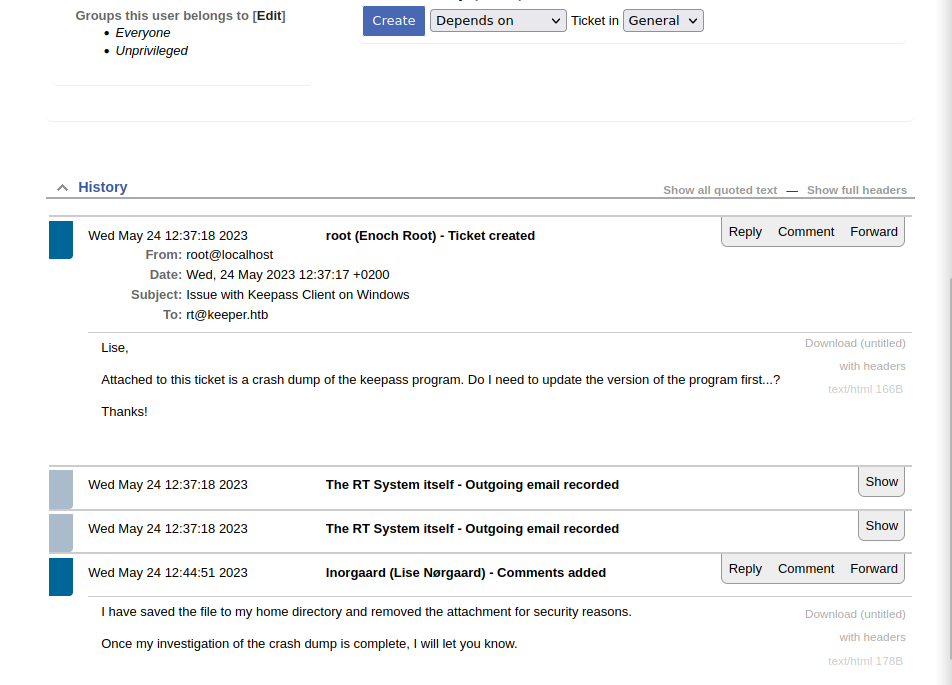 Groups this user belongs to [Edit]
Everyone
Unprivileged
Create Depends on Ticket in General
History
Show all quoted text — Show full headers
Wed May 24 12:37:18 2023 root (Enoch Root) - Ticket created Reply Comment Forward
From: root@localhost
Date: Wed, 24 May 2023 12:37:17 +0200
Subject: Issue with Keepass Client on Windows
To: rt@keeper.htb
Download (untitled)
with headers
text/html 166B
Lise,
Attached to this ticket is a crash dump of the keepass program. Do I need to update the version of the program first...?
Thanks!
Wed May 24 12:37:18 2023 The RT System itself - Outgoing email recorded Show
Wed May 24 12:37:18 2023 The RT System itself - Outgoing email recorded Show
Wed May 24 12:44:51 2023 lnorgaard (Lise Nørgaard) - Comments added Reply Comment Forward
Download (untitled)
with headers
text/html 178B
I have saved the file to my home directory and removed the attachment for security reasons.
Once my investigation of the crash dump is complete, I will let you know.